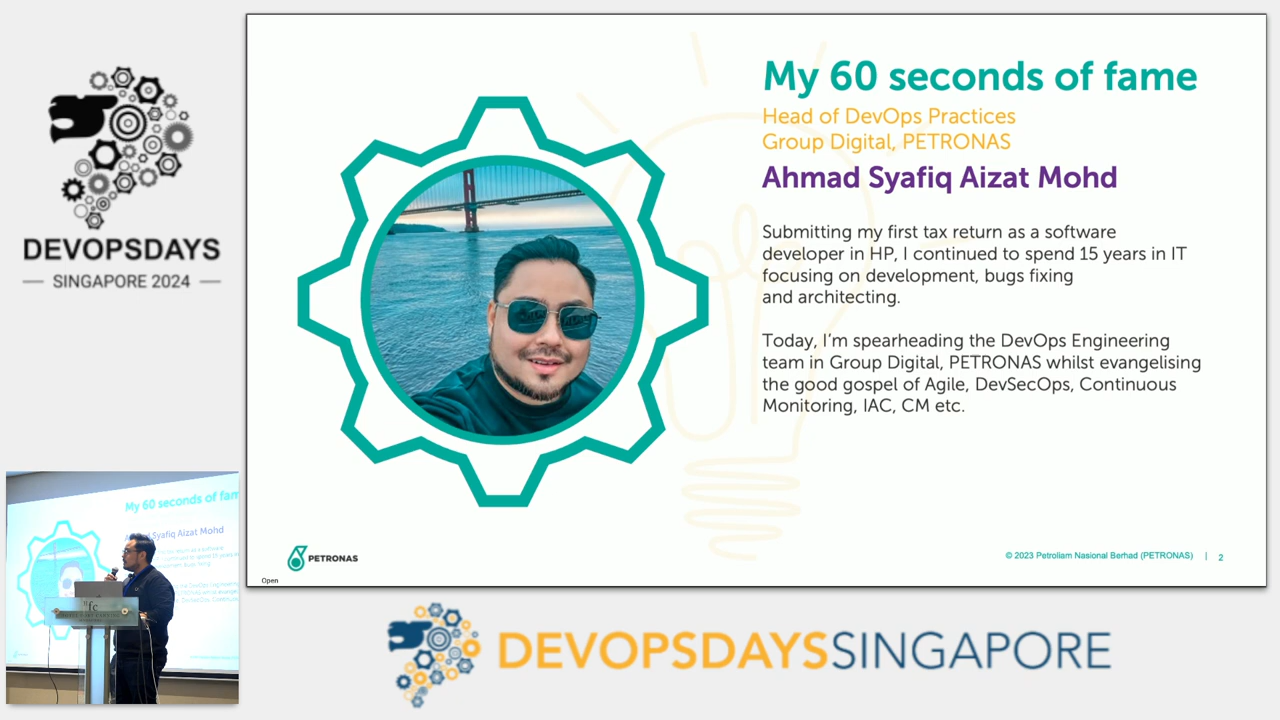 DEVOPSDAYS
SINGAPORE 2024
My 60 seconds of fame
Head of DevOps Practices
Group Digital, PETRONAS
Ahmad Syafiq Aizat Mohd
Submitting my first tax return as a software
developer in HP, I continued to spend 15 years in IT
focusing on development, bugs fixing
and architecting.
Today, I'm spearheading the DevOps Engineering
team in Group Digital, PETRONAS whilst evangelising
the good gospel of Agile, DevSecOps, Continuous
Monitoring, IAC, CM etc.
PETRONAS
© 2023 Petroliam Nasional Berhad (PETRONAS) | 2
Open
My 60 seconds of fam
Syafiq Aizat Mohd
DEVOPSDAYSSINGAPORE